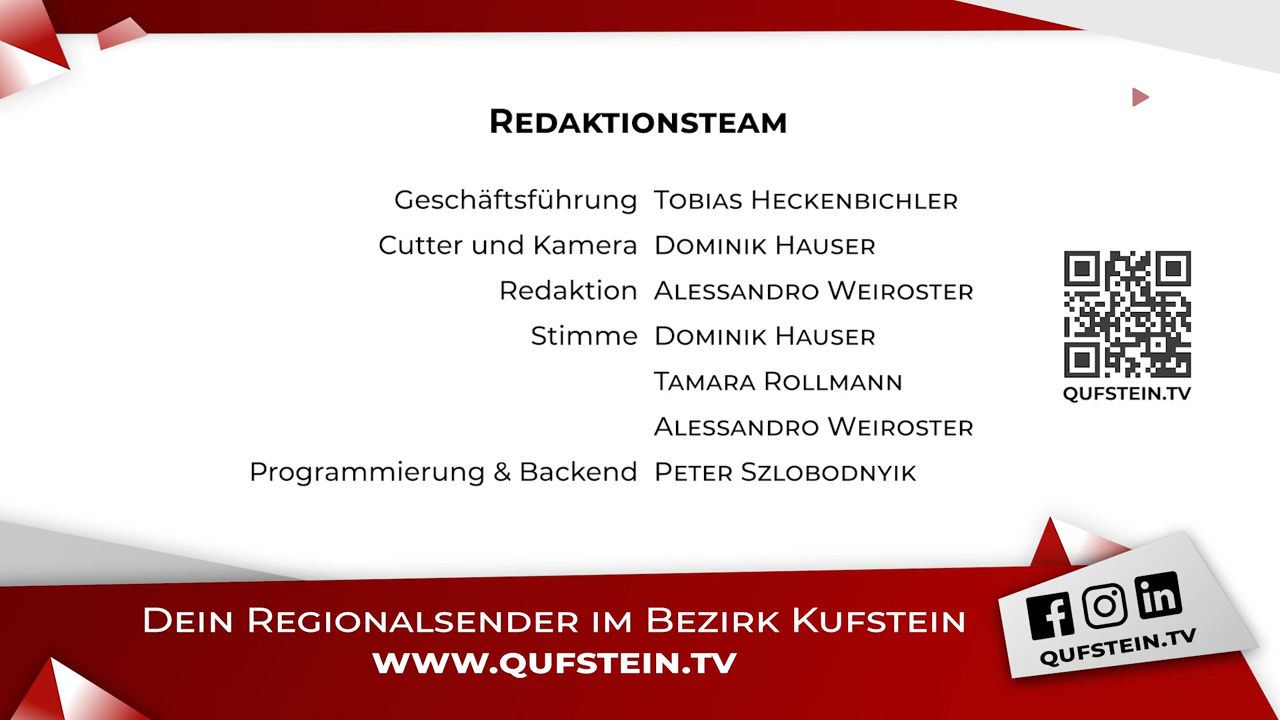 Redaktionsteam
Geschäftsführung Tobias Heckenbichler
Cutter und Kamera Dominik Hauser
Redaktion Alessandro Weiroster
Stimme Dominik Hauser
Tamara Rollmann
Alessandro Weiroster
Programmierung & Backend Peter Szlobodnyik
QUFSTEIN.TV
Dein Regionalsender im Bezirk Kufstein
www.qufstein.tv
QUFSTEIN.TV